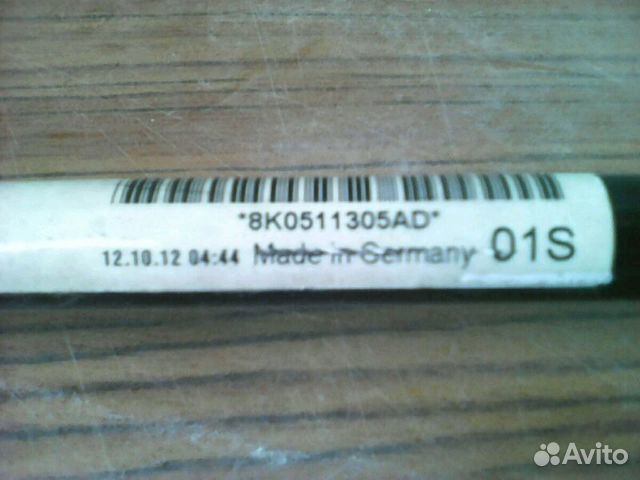 *8K0511305AD*
12.10.12 04:44 Made in Germany 01S
Avito